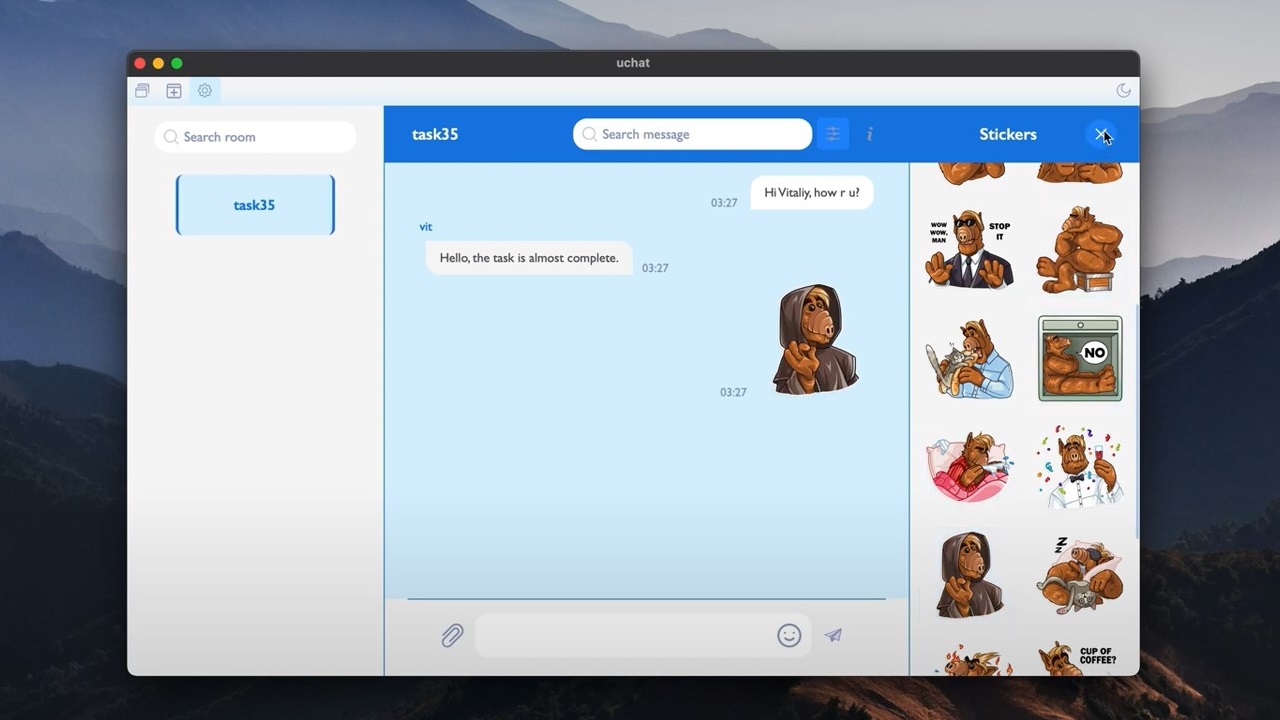 uchat
Search room
task35
task35
Search message
i
Stickers
Hi Vitaliy, how r u?
03:27
vit
Hello, the task is almost complete.
03:27
03:27
WOW
WOW,
MAN
STOP
IT
NO
Z
Z
CUP OF
COFFEE?